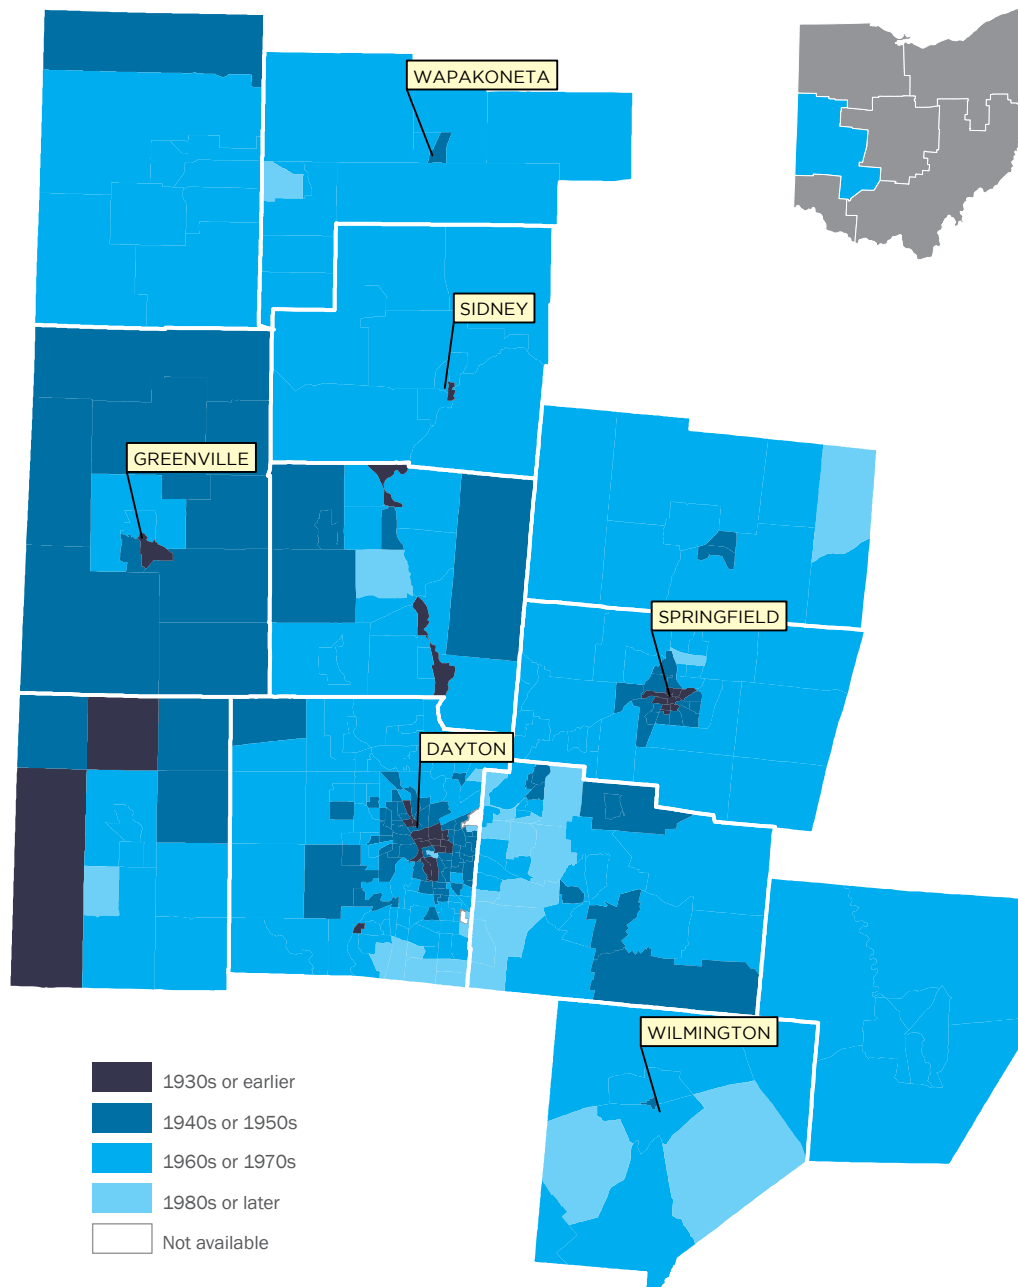 WAPAKONETA
SIDNEY
GREENVILLE
SPRINGFIELD
DAYTON
WILMINGTON
1930s or earlier
1940s or 1950s
1960s or 1970s
1980s or later
Not available